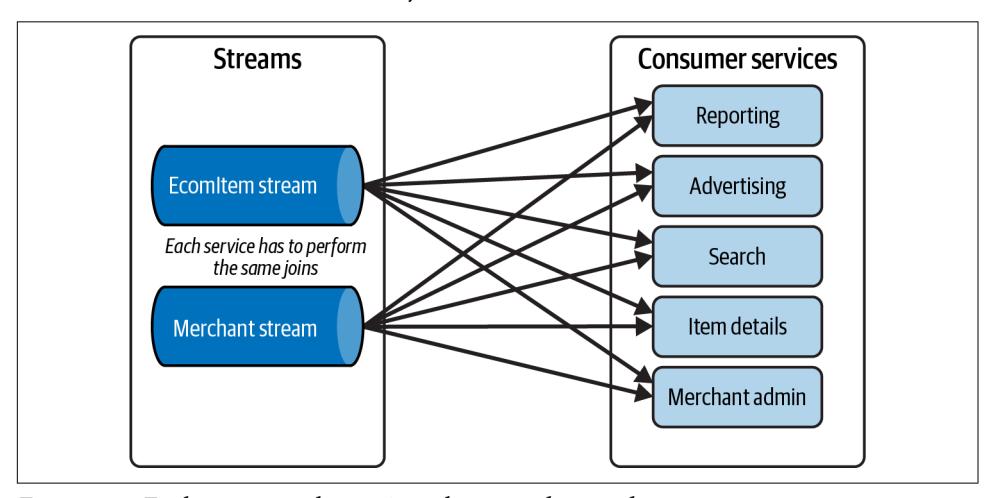 Streams
EcomItem stream
Each service has to perform
the same joins
Merchant stream
Consumer services
Reporting
Advertising
Search
Item details
Merchant admin